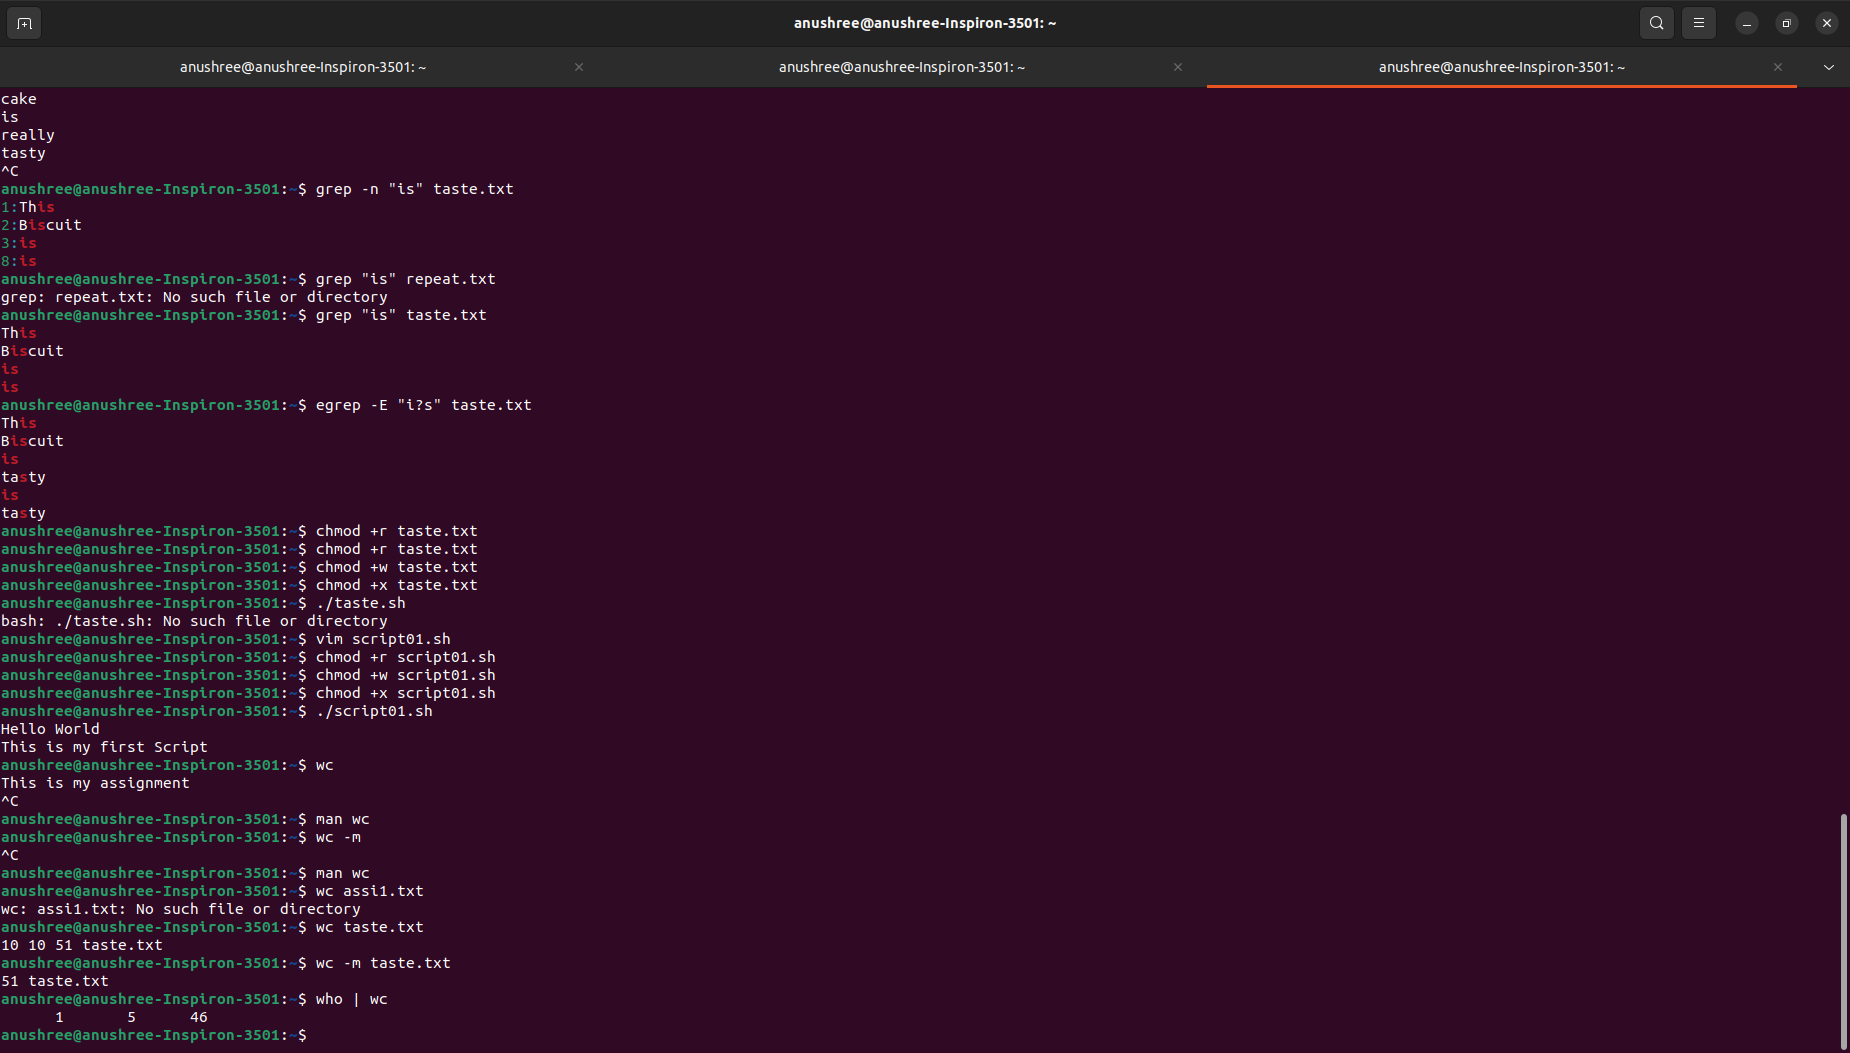 anushree@anushree-Inspiron-3501: ~
anushree@anushree-Inspiron-3501: ~
anushree@anushree-Inspiron-3501: ~
anushree@anushree-Inspiron-3501: ~
cake
is
really
tasty
^C
anushree@anushree-Inspiron-3501:~$ grep -n "is" taste.txt
1:This
2:Biscuit
3:is
8:is
anushree@anushree-Inspiron-3501:~$ grep "is" repeat.txt
grep: repeat.txt: No such file or directory
anushree@anushree-Inspiron-3501:~$ grep "is" taste.txt
This
Biscuit
is
is
anushree@anushree-Inspiron-3501:~$ egrep -E "i?s" taste.txt
This
Biscuit
is
tasty
is
tasty
anushree@anushree-Inspiron-3501:~$ chmod +r taste.txt
anushree@anushree-Inspiron-3501:~$ chmod +r taste.txt
anushree@anushree-Inspiron-3501:~$ chmod +w taste.txt
anushree@anushree-Inspiron-3501:~$ chmod +x taste.txt
anushree@anushree-Inspiron-3501:~$ ./taste.sh
bash: ./taste.sh: No such file or directory
anushree@anushree-Inspiron-3501:~$ vim script01.sh
anushree@anushree-Inspiron-3501:~$ chmod +r script01.sh
anushree@anushree-Inspiron-3501:~$ chmod +w script01.sh
anushree@anushree-Inspiron-3501:~$ chmod +x script01.sh
anushree@anushree-Inspiron-3501:~$ ./script01.sh
Hello World
This is my first Script
anushree@anushree-Inspiron-3501:~$ wc
This is my assignment
^C
anushree@anushree-Inspiron-3501:~$ man wc
anushree@anushree-Inspiron-3501:~$ wc -m
^C
anushree@anushree-Inspiron-3501:~$ man wc
anushree@anushree-Inspiron-3501:~$ wc assi1.txt
wc: assi1.txt: No such file or directory
anushree@anushree-Inspiron-3501:~$ wc taste.txt
10 10 51 taste.txt
anushree@anushree-Inspiron-3501:~$ wc -m taste.txt
51 taste.txt
anushree@anushree-Inspiron-3501:~$ who | wc
      1       5      46
anushree@anushree-Inspiron-3501:~$